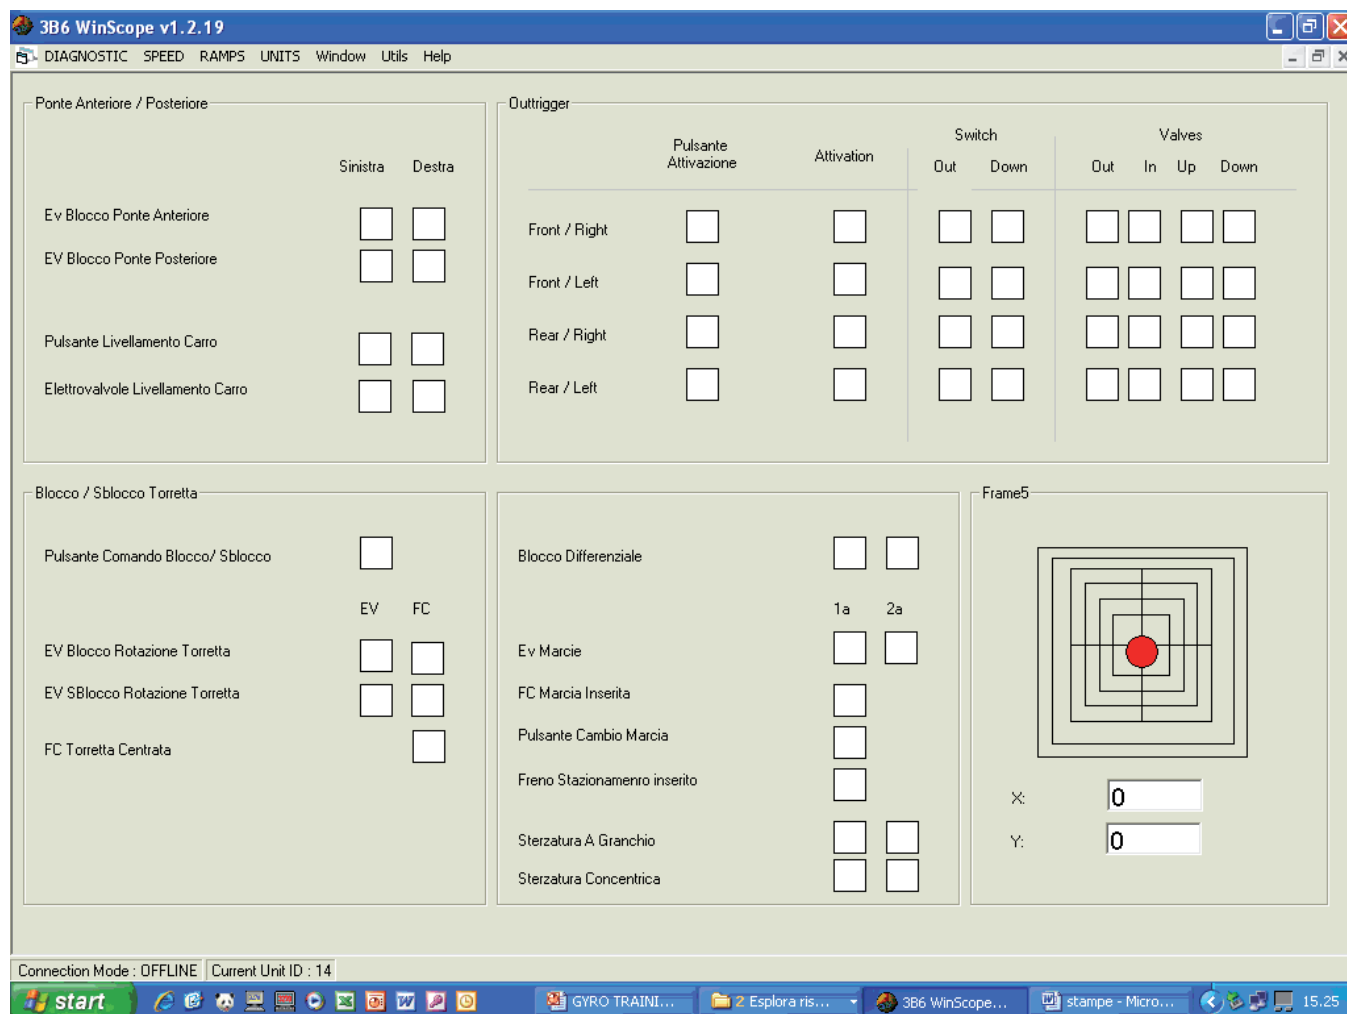 3B6 WinScope v1.2.19
DIAGNOSTIC SPEED RAMPS UNITS Window Utils Help
Ponte Anteriore / Posteriore
Sinistra Destra
Ev Blocco Ponte Anteriore
EV Blocco Ponte Posteriore
Pulsante Livellamento Carro
Elettrovalvole Livellamento Carro
Outtrigger
Switch Valves
Pulsante
Attivazione
Attivation
Out Down Out In Up Down
Front / Right
Front / Left
Rear / Right
Rear / Left
Blocco / Sblocco Torretta
Pulsante Comando Blocco/ Sblocco
EV FC
EV Blocco Rotazione Torretta
EV SBlocco Rotazione Torretta
FC Torretta Centrata
Blocco Differenziale
1a 2a
Ev Marcie
FC Marcia Inserita
Pulsante Cambio Marcia
Freno Stazionamenro inserito
Sterzatura A Granchio
Sterzatura Concentrica
Frame5
X: 0
Y: 0
Connection Mode : OFFLINE Current Unit ID : 14
start GYRO TRAINI... 2 Esplora ris... 3B6 WinScope... stampe - Micro... 15.25